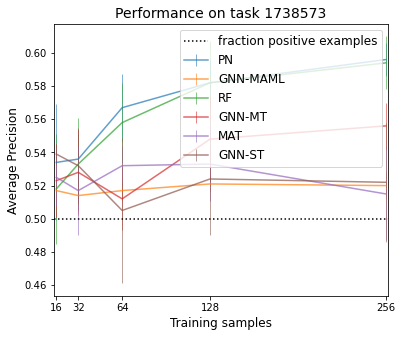 Performance on task 1738573
fraction positive examples
PN
GNN-MAML
RF
GNN-MT
MAT
GNN-ST
Average Precision
0.60
0.58
0.56
0.54
0.52
0.50
0.48
0.46
16 32 64 128 256
Training samples